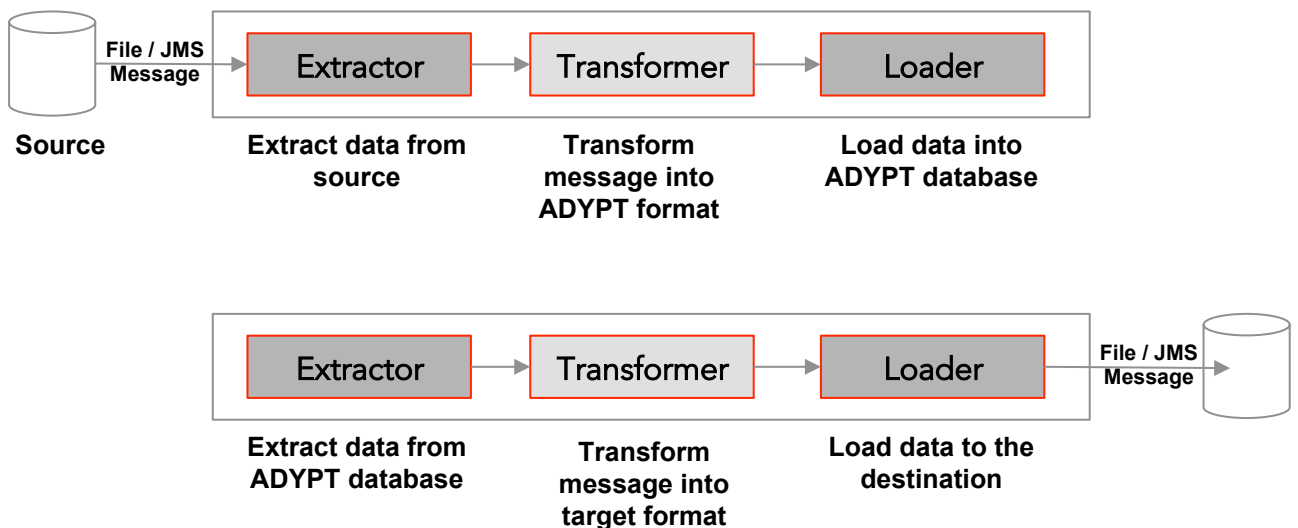 File / JMS
Message
Extractor
Transformer
Loader
Source
Extract data from
source
Transform
message into
ADYPT format
Load data into
ADYPT database
Extractor
Transformer
Loader
File / JMS
Message
Extract data from
ADYPT database
Transform
message into
target format
Load data to the
destination